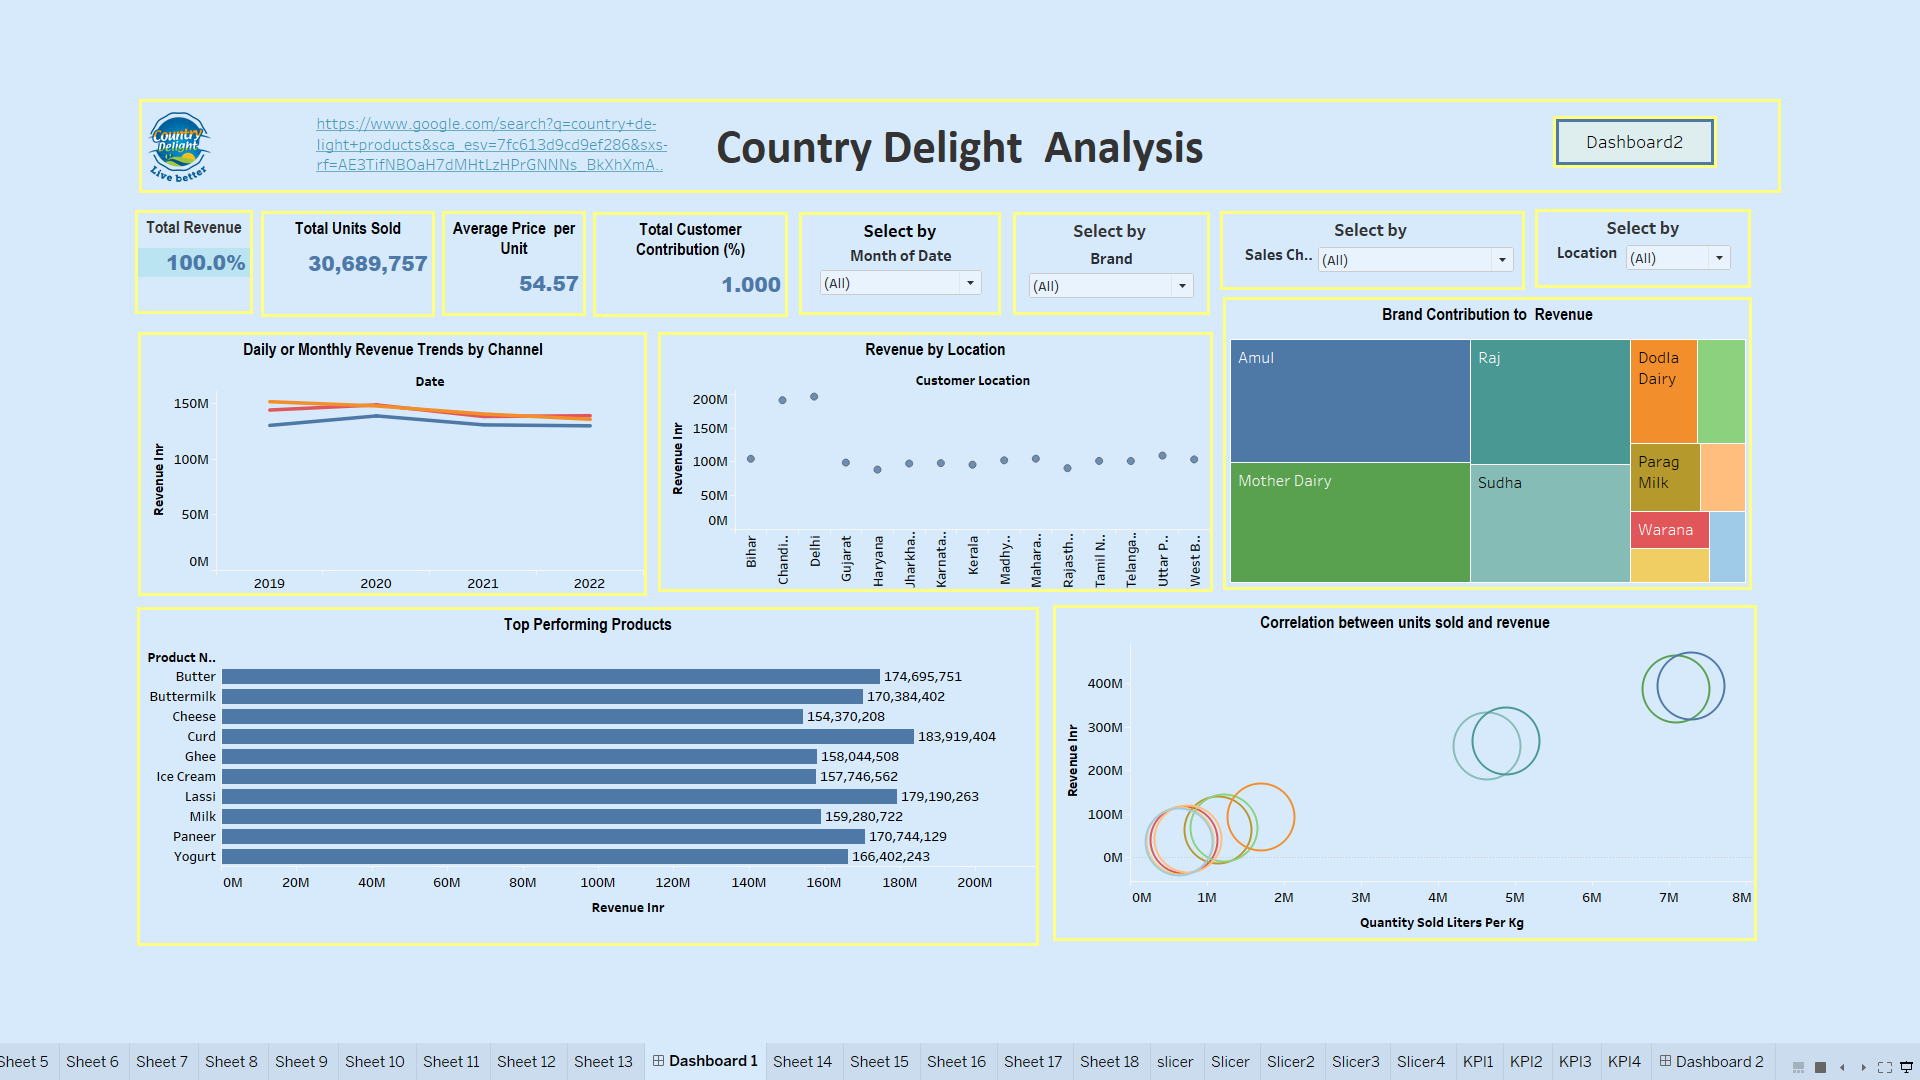 Country
Delight
Live better
https://www.google.com/search?q=country+de-
light+products&sca_esv=7fc613d9cd9ef286&sxs-
rf=AE3TifNBOaH7dMHtLzHPrGNNNs_BkXhXmA..
Country Delight  Analysis
Dashboard2
Total Revenue
100.0%
Total Units Sold
30,689,757
Average Price  per
Unit
54.57
Total Customer
Contribution (%)
1.000
Select by
Month of Date
(All)
Select by
Brand
(All)
Select by
Sales Ch.. (All)
Select by
Location (All)
Daily or Monthly Revenue Trends by Channel
Date
Revenue Inr
150M
100M
50M
0M
2019 2020 2021 2022
Revenue by Location
Customer Location
Revenue Inr
200M
150M
100M
50M
0M
Bihar
Chandi..
Delhi
Gujarat
Haryana
Jharkha..
Karnata..
Kerala
Madhy..
Mahara..
Rajasth..
Tamil N..
Telanga..
Uttar P..
West B..
Brand Contribution to  Revenue
Amul
Mother Dairy
Raj
Sudha
Dodla
Dairy
Parag
Milk
Warana
Top Performing Products
Product N..
Butter 174,695,751
Buttermilk 170,384,402
Cheese 154,370,208
Curd 183,919,404
Ghee 158,044,508
Ice Cream 157,746,562
Lassi 179,190,263
Milk 159,280,722
Paneer 170,744,129
Yogurt 166,402,243
0M 20M 40M 60M 80M 100M 120M 140M 160M 180M 200M
Revenue Inr
Correlation between units sold and revenue
Revenue Inr
400M
300M
200M
100M
0M
0M 1M 2M 3M 4M 5M 6M 7M 8M
Quantity Sold Liters Per Kg
Sheet 5 Sheet 6 Sheet 7 Sheet 8 Sheet 9 Sheet 10 Sheet 11 Sheet 12 Sheet 13 Dashboard 1 Sheet 14 Sheet 15 Sheet 16 Sheet 17 Sheet 18 slicer Slicer Slicer2 Slicer3 Slicer4 KPI1 KPI2 KPI3 KPI4 Dashboard 2